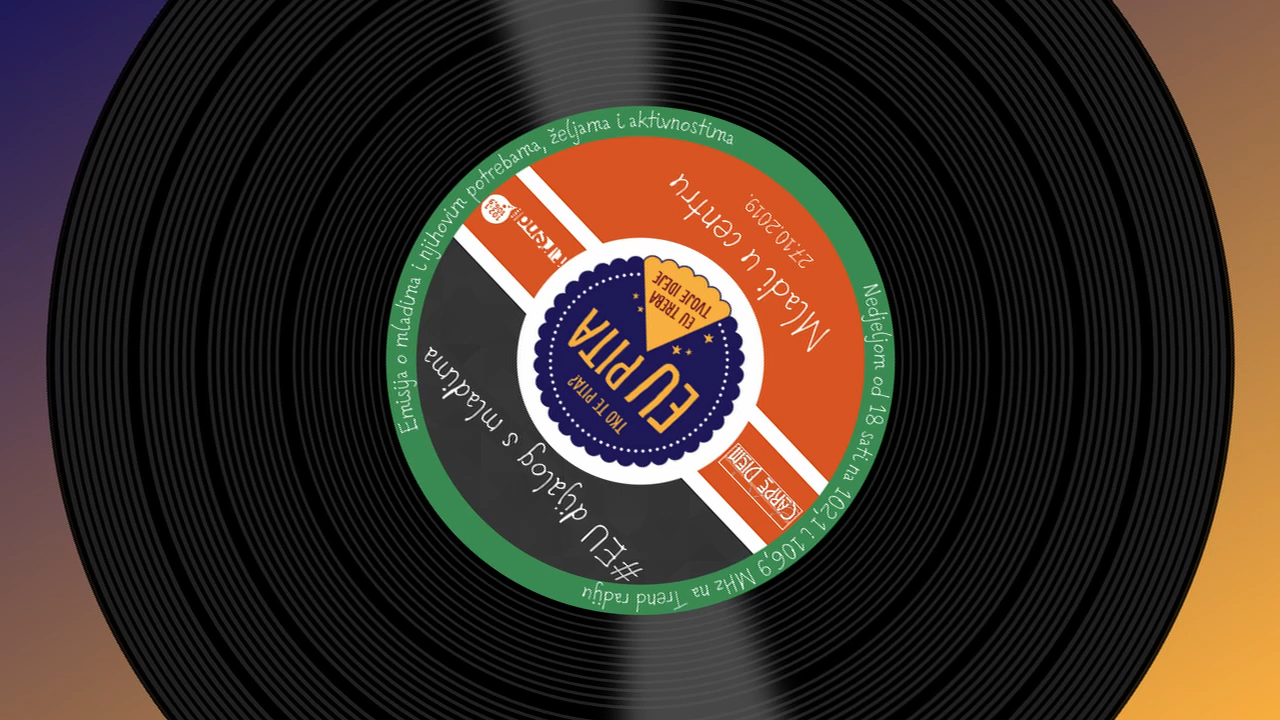 Emisija o mladima i njihovim potrebama, željama i aktivnostima
Nedjeljom od 18 sati na 102,1 i 106,9 MHz na Trend radiju
Mladi u centru
27.10.2019.
CARPE DIEM
TKO TE PITA?
EU PITA
EU TREBA
TVOJE IDEJE
#EU dijalog s mladima